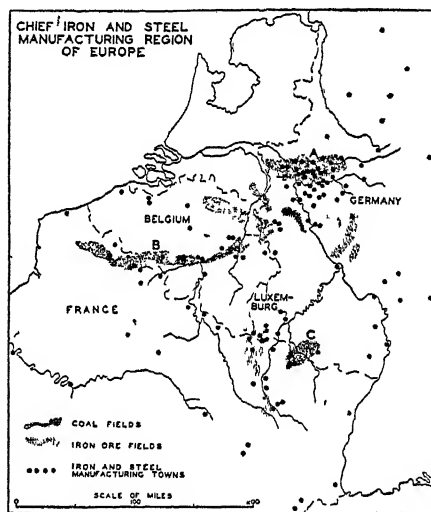 CHIEF IRON AND STEEL
MANUFACTURING REGION
OF EUROPE
A
GERMANY
BELGIUM
B
LUXEM-
BURG
FRANCE
C
COAL FIELDS
IRON ORE FIELDS
IRON AND STEEL
MANUFACTURING TOWNS
SCALE OF MILES
0 100 200